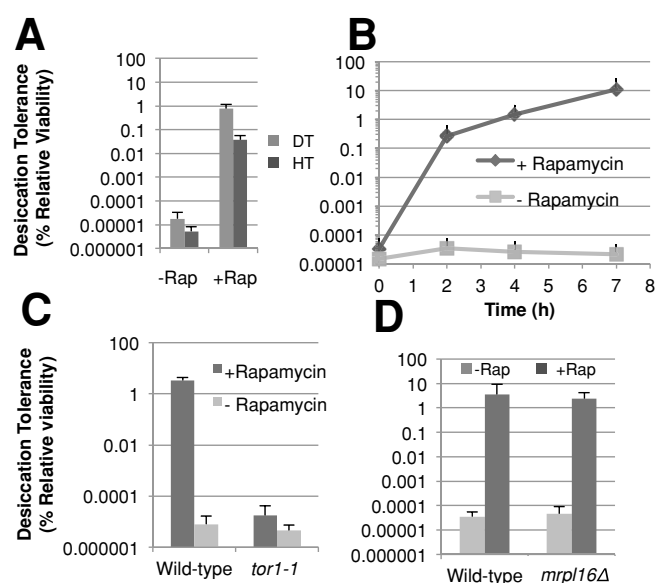 A
Desiccation Tolerance
(% Relative Viability)
100
10
1
0.1
0.01
0.001
0.0001
0.00001
0.000001
-Rap +Rap
DT
HT
B
100
10
1
0.1
0.01
0.001
0.0001
0.00001
0 1 2 3 4 5 6 7 8
Time (h)
+ Rapamycin
- Rapamycin
C
Desiccation Tolerance
(% Relative viability)
100
1
0.01
0.0001
0.000001
+Rapamycin
- Rapamycin
Wild-type tor1-1
D
-Rap +Rap
100
10
1
0.1
0.01
0.001
0.0001
0.00001
0.000001
Wild-type mrpl16Δ